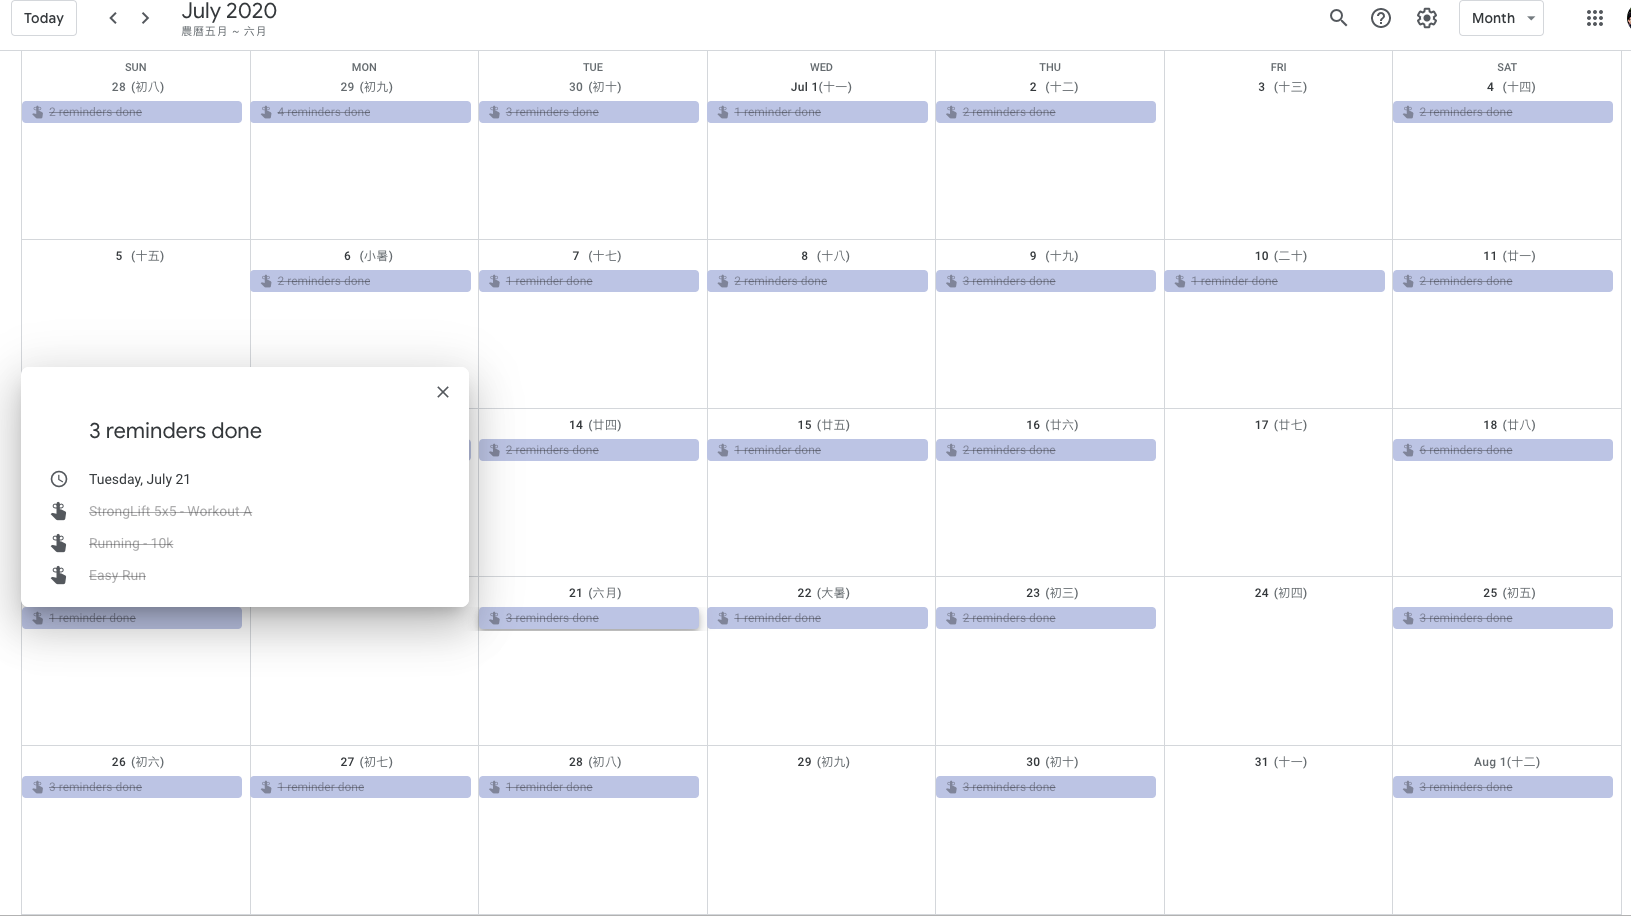 Today
July 2020
農曆五月 ~ 六月
Month
SUN MON TUE WED THU FRI SAT
28 (初八) 29 (初九) 30 (初十) Jul 1(十一) 2 (十二) 3 (十三) 4 (十四)
2 reminders done 4 reminders done 3 reminders done 1 reminder done 2 reminders done 2 reminders done
5 (十五) 6 (小暑) 7 (十七) 8 (十八) 9 (十九) 10 (二十) 11 (廿一)
2 reminders done 1 reminder done 2 reminders done 3 reminders done 1 reminder done 2 reminders done
14 (廿四) 15 (廿五) 16 (廿六) 17 (廿七) 18 (廿八)
2 reminders done 1 reminder done 2 reminders done 6 reminders done
3 reminders done
Tuesday, July 21
StrongLift 5x5 - Workout A
Running - 10k
Easy Run
21 (六月) 22 (大暑) 23 (初三) 24 (初四) 25 (初五)
1 reminder done 3 reminders done 1 reminder done 2 reminders done 3 reminders done
26 (初六) 27 (初七) 28 (初八) 29 (初九) 30 (初十) 31 (十一) Aug 1(十二)
3 reminders done 1 reminder done 1 reminder done 3 reminders done 3 reminders done